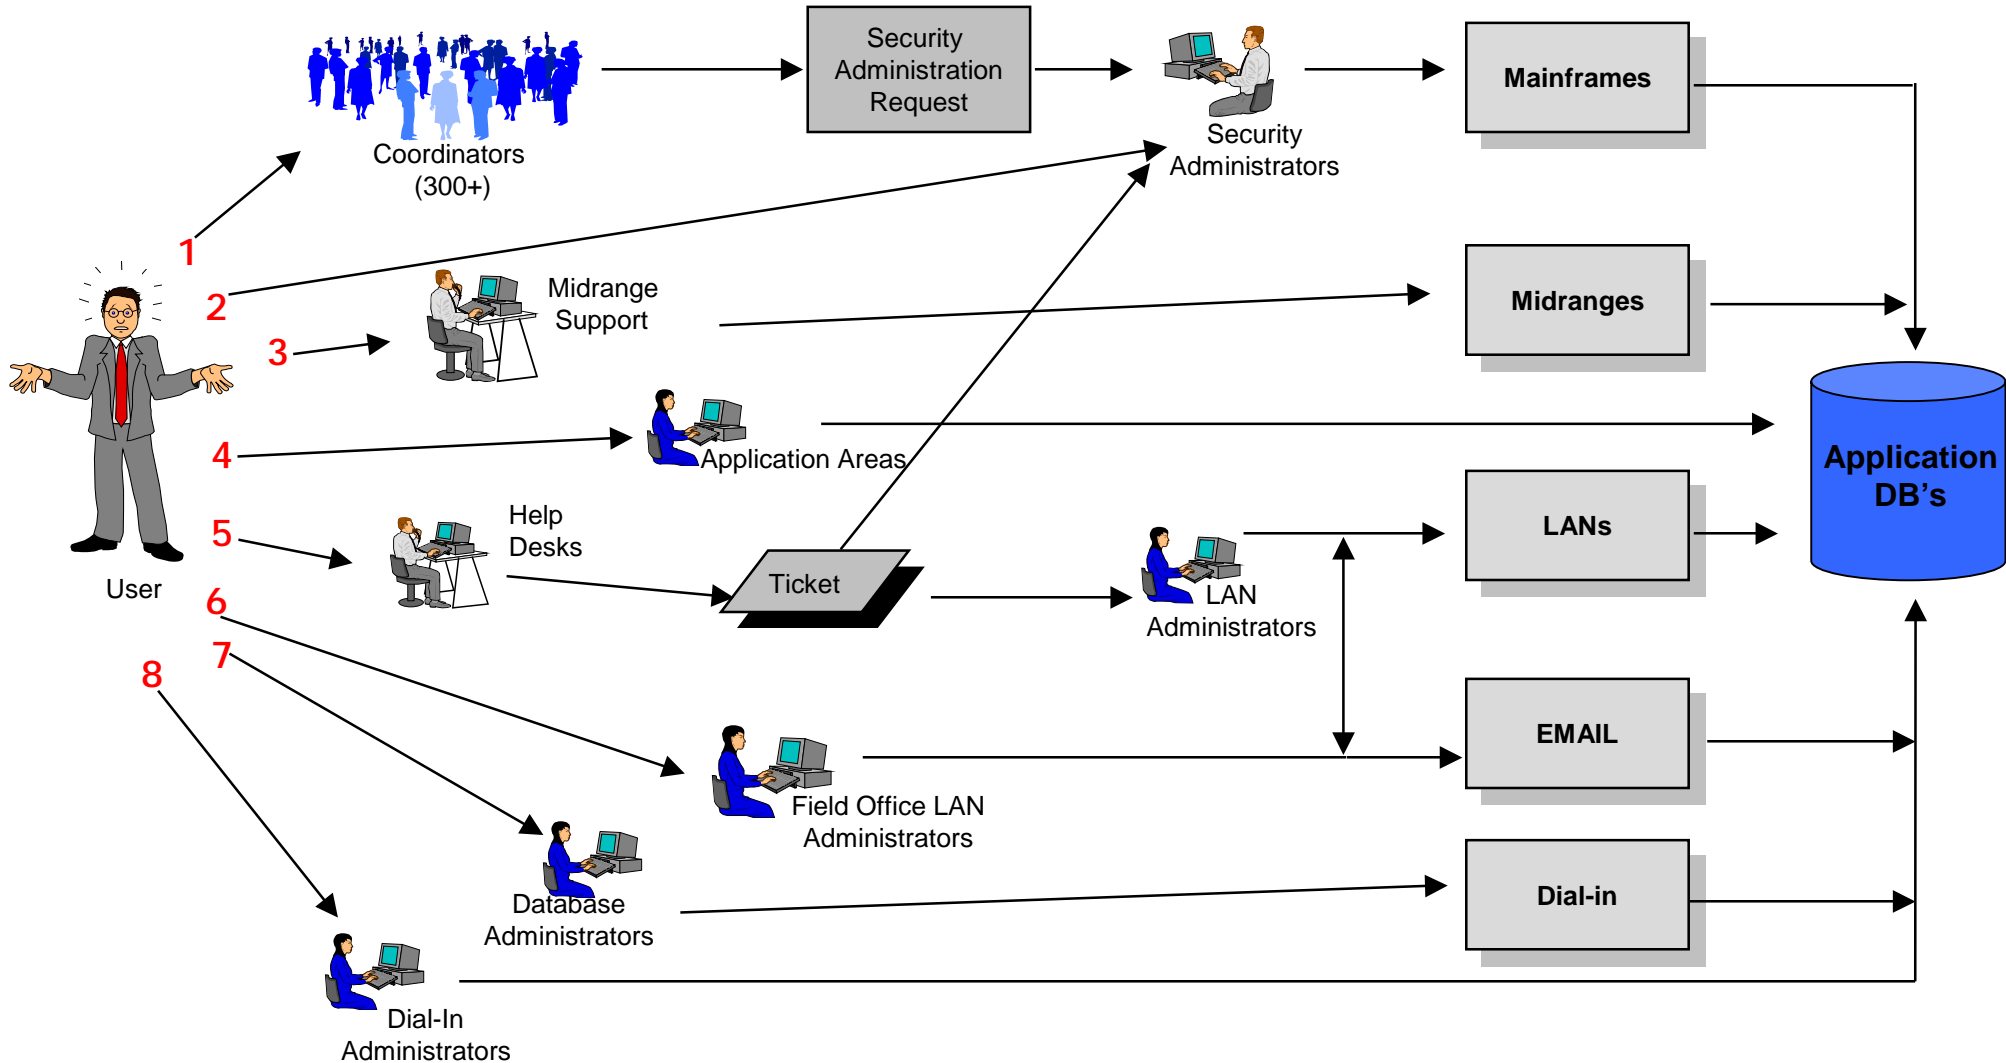 Coordinators
(300+)
Security
Administration
Request
Security
Administrators
Mainframes
1
2
3
Midrange
Support
Midranges
4
Application Areas
Application
DB’s
5
Help
Desks
Ticket
LAN
Administrators
LANs
User
6
7
8
Field Office LAN
Administrators
EMAIL
Database
Administrators
Dial-in
Dial-In
Administrators